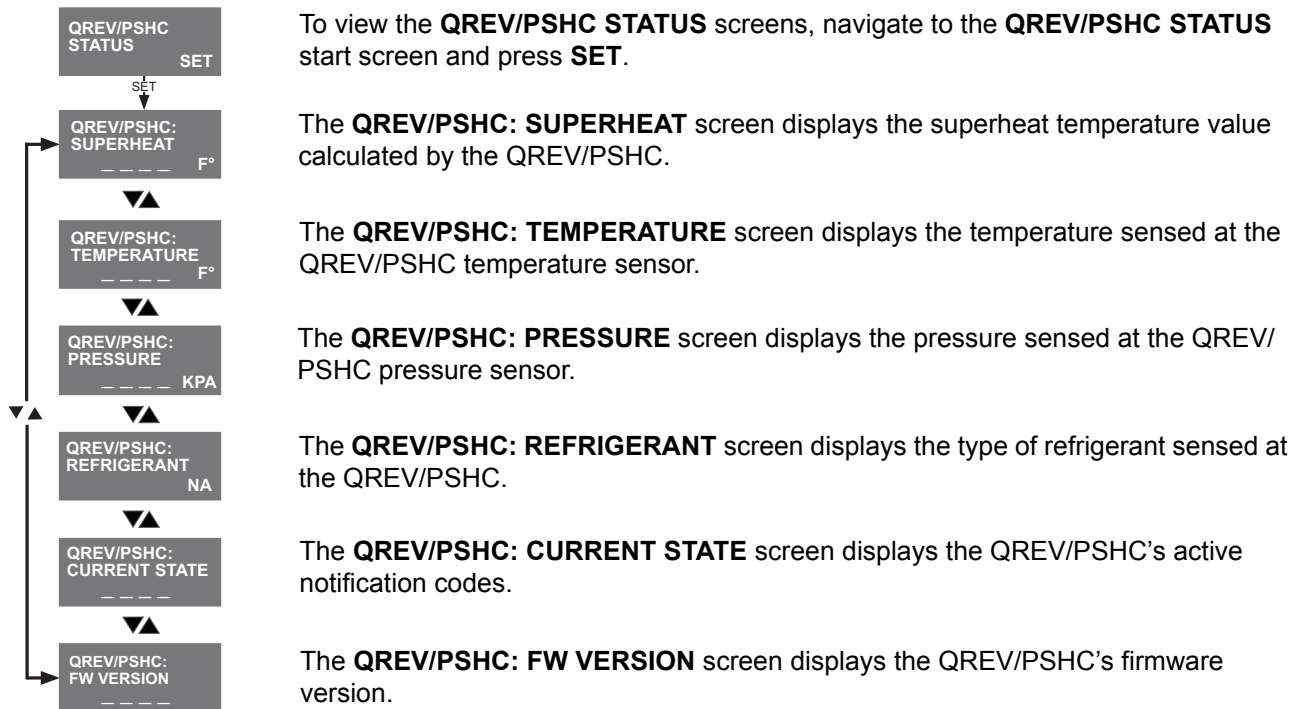 QREV/PSHC
STATUS
SET
To view the QREV/PSHC STATUS screens, navigate to the QREV/PSHC STATUS
start screen and press SET.
SET
QREV/PSHC:
SUPERHEAT
_ _ _ _ F°
The QREV/PSHC: SUPERHEAT screen displays the superheat temperature value
calculated by the QREV/PSHC.
QREV/PSHC:
TEMPERATURE
_ _ _ _ F°
The QREV/PSHC: TEMPERATURE screen displays the temperature sensed at the
QREV/PSHC temperature sensor.
QREV/PSHC:
PRESSURE
_ _ _ _ KPA
The QREV/PSHC: PRESSURE screen displays the pressure sensed at the QREV/
PSHC pressure sensor.
QREV/PSHC:
REFRIGERANT
NA
The QREV/PSHC: REFRIGERANT screen displays the type of refrigerant sensed at
the QREV/PSHC.
QREV/PSHC:
CURRENT STATE
_ _ _ _
The QREV/PSHC: CURRENT STATE screen displays the QREV/PSHC's active
notification codes.
QREV/PSHC:
FW VERSION
_ _ _ _
The QREV/PSHC: FW VERSION screen displays the QREV/PSHC's firmware
version.